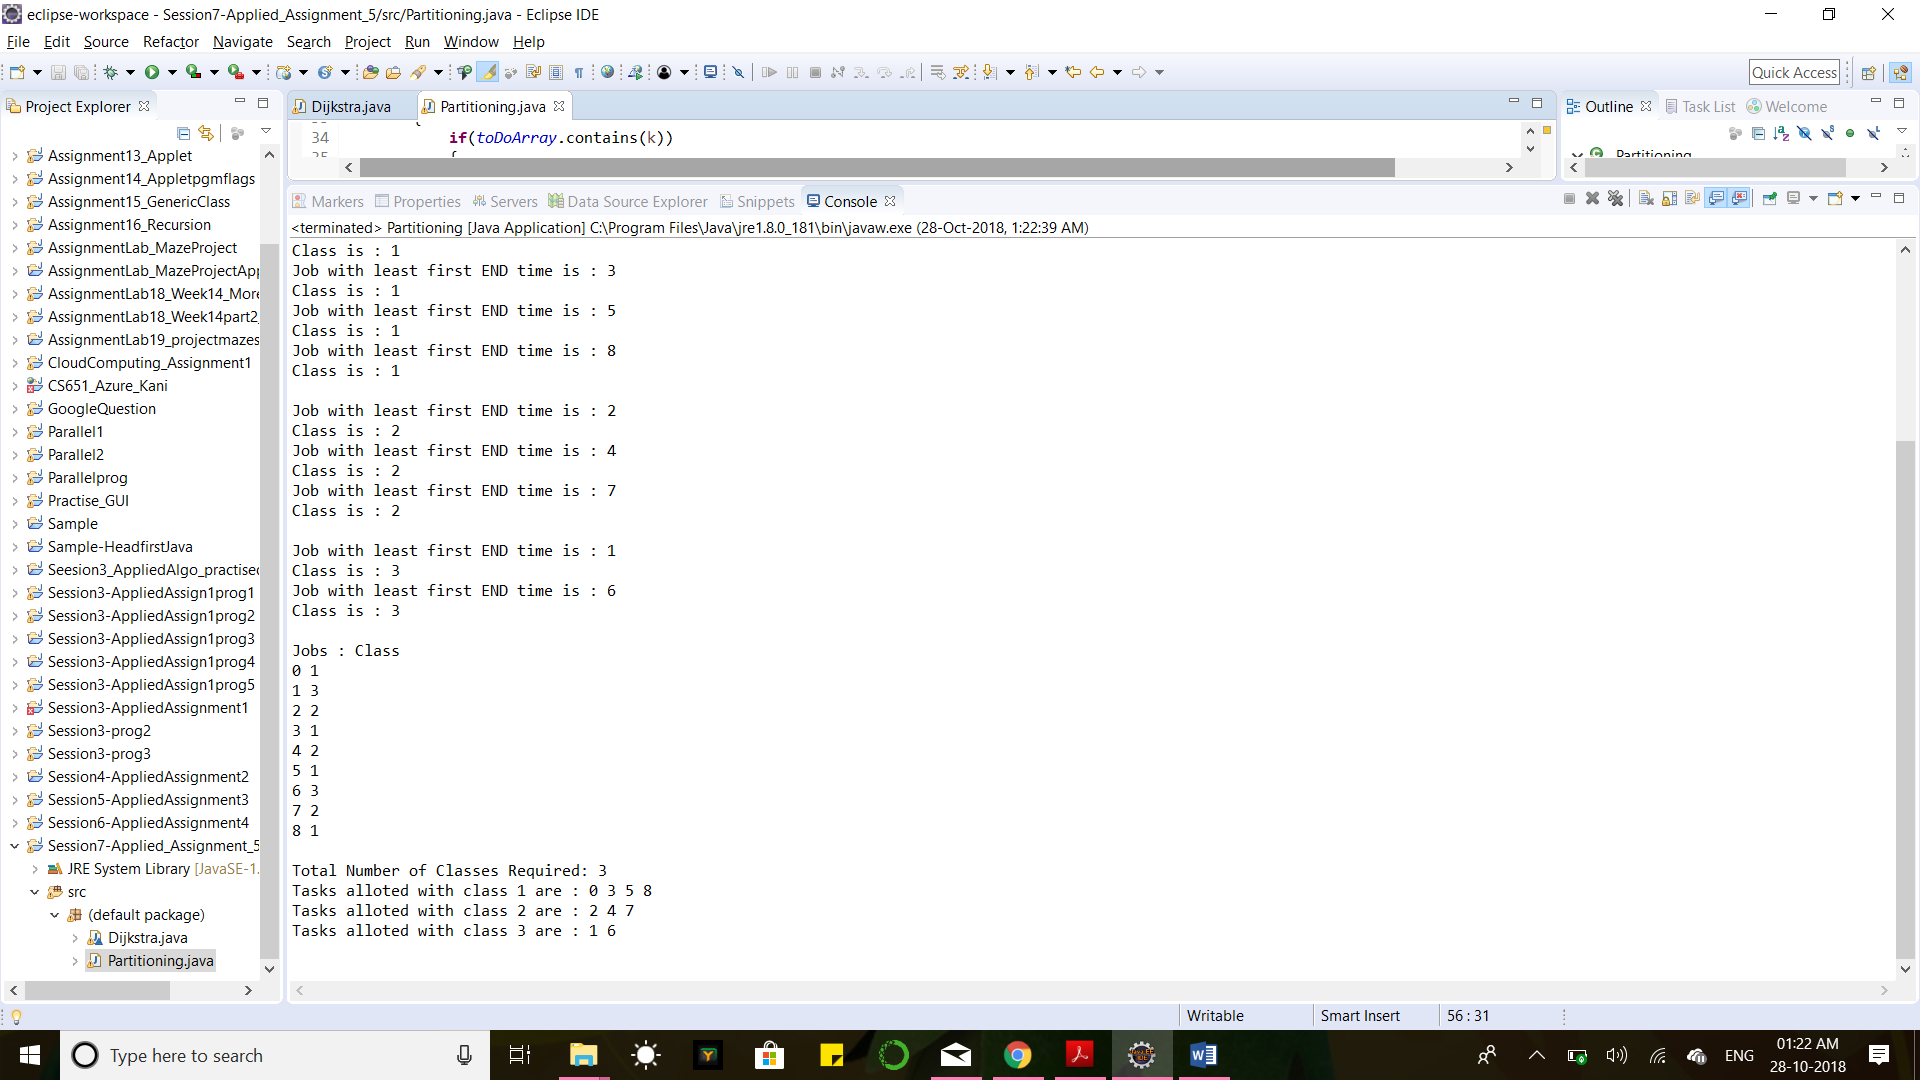 eclipse-workspace - Session7-Applied_Assignment_5/src/Partitioning.java - Eclipse IDE
File Edit Source Refactor Navigate Search Project Run Window Help
Quick Access
Project Explorer
Assignment13_Applet
Assignment14_Appletpgmflags
Assignment15_GenericClass
Assignment16_Recursion
AssignmentLab_MazeProject
AssignmentLab_MazeProjectApp
AssignmentLab18_Week14_More
AssignmentLab18_Week14part2_
AssignmentLab19_projectmazes
CloudComputing_Assignment1
CS651_Azure_Kani
GoogleQuestion
Parallel1
Parallel2
Parallelprog
Practise_GUI
Sample
Sample-HeadfirstJava
Seesion3_AppliedAlgo_practised
Session3-AppliedAssign1prog1
Session3-AppliedAssign1prog2
Session3-AppliedAssign1prog3
Session3-AppliedAssign1prog4
Session3-AppliedAssign1prog5
Session3-AppliedAssignment1
Session3-prog2
Session3-prog3
Session4-AppliedAssignment2
Session5-AppliedAssignment3
Session6-AppliedAssignment4
Session7-Applied_Assignment_5
JRE System Library [JavaSE-1.
src
(default package)
Dijkstra.java
Partitioning.java
Dijkstra.java Partitioning.java
34 if(toDoArray.contains(k))
35 {
Outline Task List Welcome
Partitioning
Markers Properties Servers Data Source Explorer Snippets Console
<terminated> Partitioning [Java Application] C:\Program Files\Java\jre1.8.0_181\bin\javaw.exe (28-Oct-2018, 1:22:39 AM)
Class is : 1
Job with least first END time is : 3
Class is : 1
Job with least first END time is : 5
Class is : 1
Job with least first END time is : 8
Class is : 1
Job with least first END time is : 2
Class is : 2
Job with least first END time is : 4
Class is : 2
Job with least first END time is : 7
Class is : 2
Job with least first END time is : 1
Class is : 3
Job with least first END time is : 6
Class is : 3
Jobs : Class
0 1
1 3
2 2
3 1
4 2
5 1
6 3
7 2
8 1
Total Number of Classes Required: 3
Tasks alloted with class 1 are : 0 3 5 8
Tasks alloted with class 2 are : 2 4 7
Tasks alloted with class 3 are : 1 6
Writable Smart Insert 56 : 31
Type here to search
ENG
01:22 AM
28-10-2018